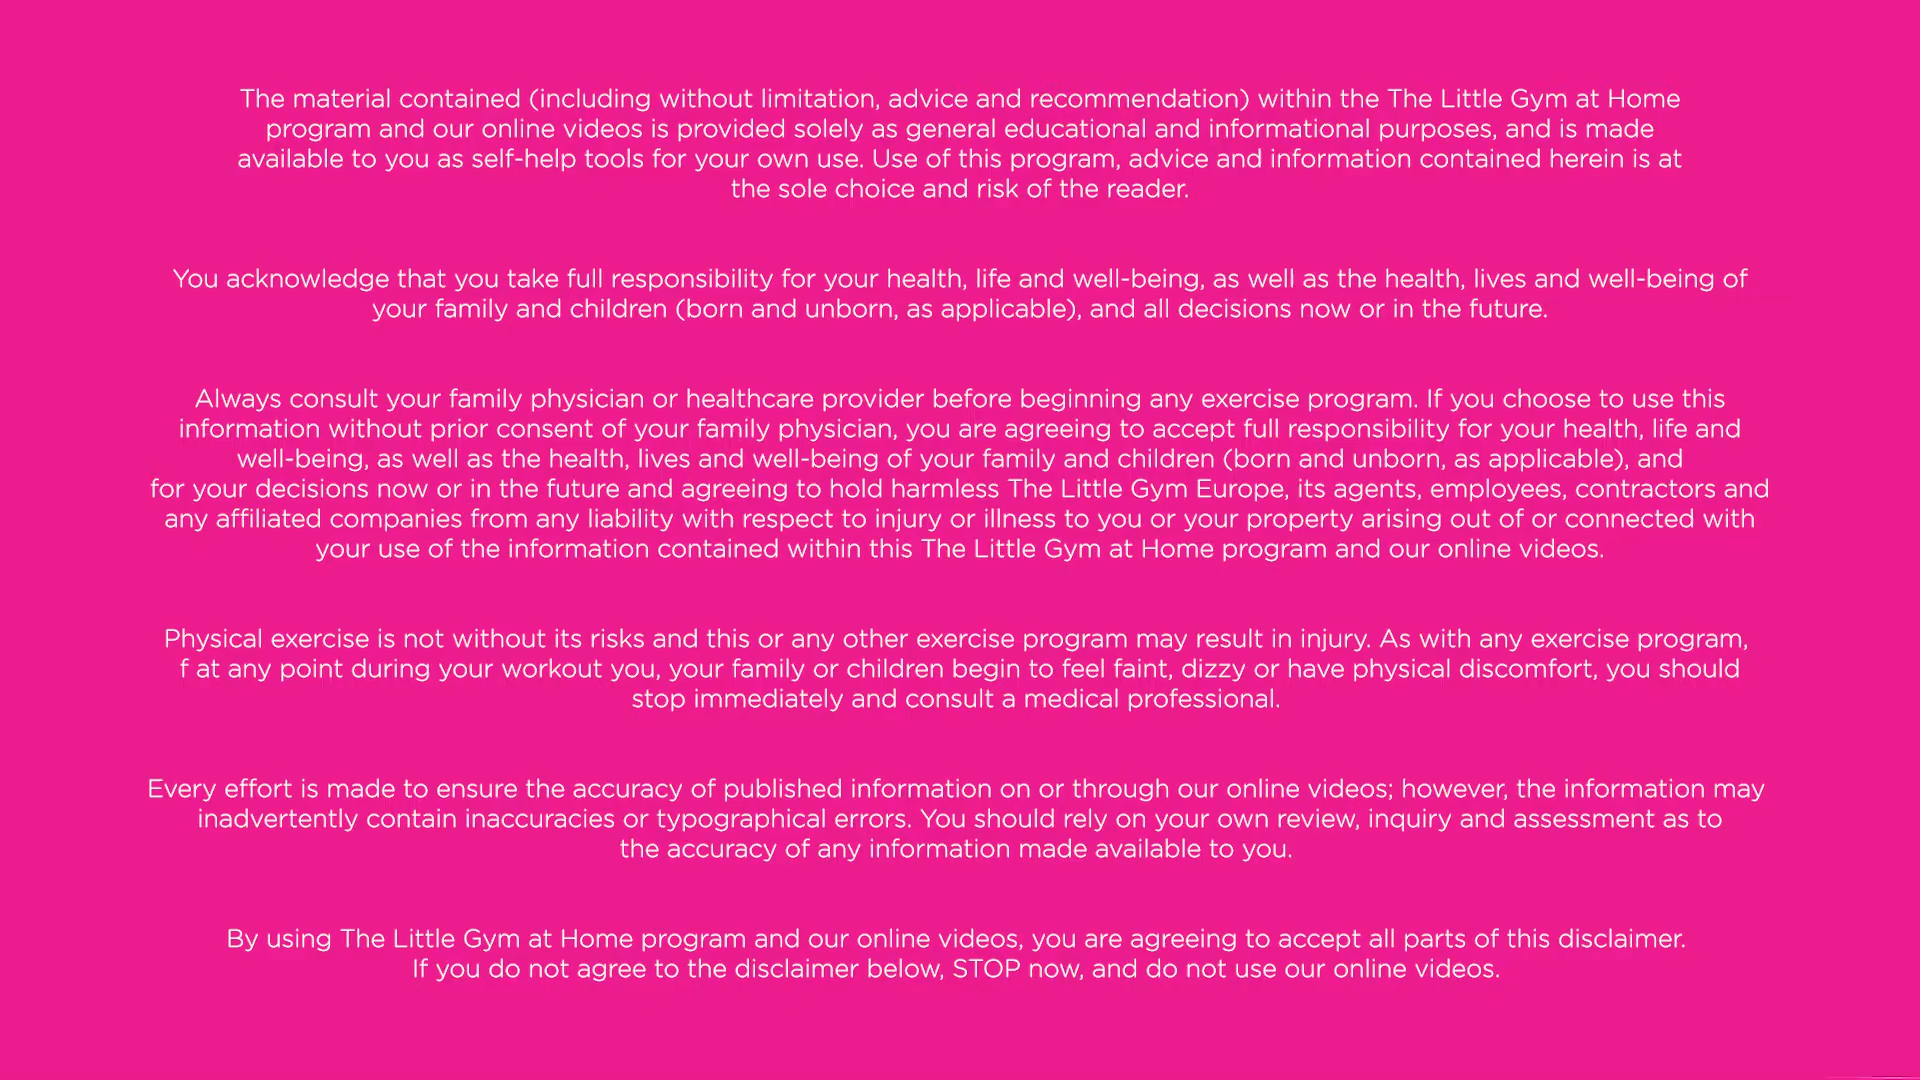 The material contained (including without limitation, advice and recommendation) within the The Little Gym at Home
program and our online videos is provided solely as general educational and informational purposes, and is made
available to you as self-help tools for your own use. Use of this program, advice and information contained herein is at
the sole choice and risk of the reader.
You acknowledge that you take full responsibility for your health, life and well-being, as well as the health, lives and well-being of
your family and children (born and unborn, as applicable), and all decisions now or in the future.
Always consult your family physician or healthcare provider before beginning any exercise program. If you choose to use this
information without prior consent of your family physician, you are agreeing to accept full responsibility for your health, life and
well-being, as well as the health, lives and well-being of your family and children (born and unborn, as applicable), and
for your decisions now or in the future and agreeing to hold harmless The Little Gym Europe, its agents, employees, contractors and
any affiliated companies from any liability with respect to injury or illness to you or your property arising out of or connected with
your use of the information contained within this The Little Gym at Home program and our online videos.
Physical exercise is not without its risks and this or any other exercise program may result in injury. As with any exercise program,
f at any point during your workout you, your family or children begin to feel faint, dizzy or have physical discomfort, you should
stop immediately and consult a medical professional.
Every effort is made to ensure the accuracy of published information on or through our online videos; however, the information may
inadvertently contain inaccuracies or typographical errors. You should rely on your own review, inquiry and assessment as to
the accuracy of any information made available to you.
By using The Little Gym at Home program and our online videos, you are agreeing to accept all parts of this disclaimer.
If you do not agree to the disclaimer below, STOP now, and do not use our online videos.